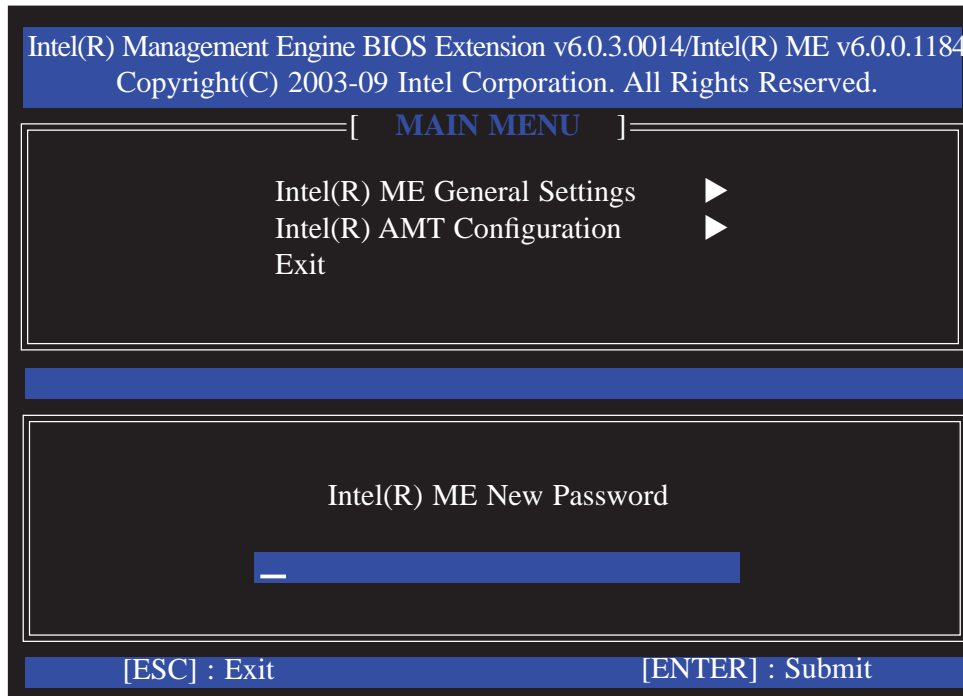 Intel(R) Management Engine BIOS Extension v6.0.3.0014/Intel(R) ME v6.0.0.1184
Copyright(C) 2003-09 Intel Corporation. All Rights Reserved.
[ MAIN MENU ]
Intel(R) ME General Settings ▶
Intel(R) AMT Configuration ▶
Exit
Intel(R) ME New Password
[ESC] : Exit [ENTER] : Submit